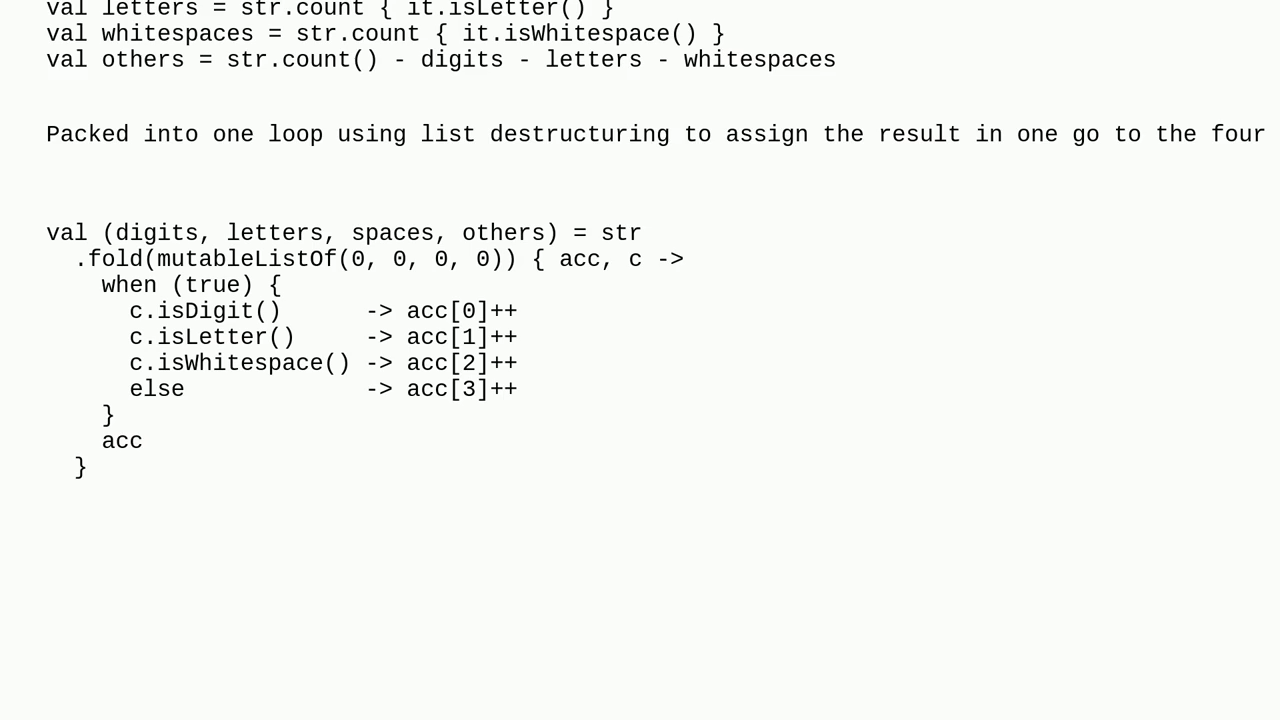 val letters = str.count { it.isLetter() }
val whitespaces = str.count { it.isWhitespace() }
val others = str.count() - digits - letters - whitespaces
Packed into one loop using list destructuring to assign the result in one go to the four
val (digits, letters, spaces, others) = str
  .fold(mutableListOf(0, 0, 0, 0)) { acc, c ->
    when (true) {
      c.isDigit()      -> acc[0]++
      c.isLetter()     -> acc[1]++
      c.isWhitespace() -> acc[2]++
      else             -> acc[3]++
    }
    acc
  }